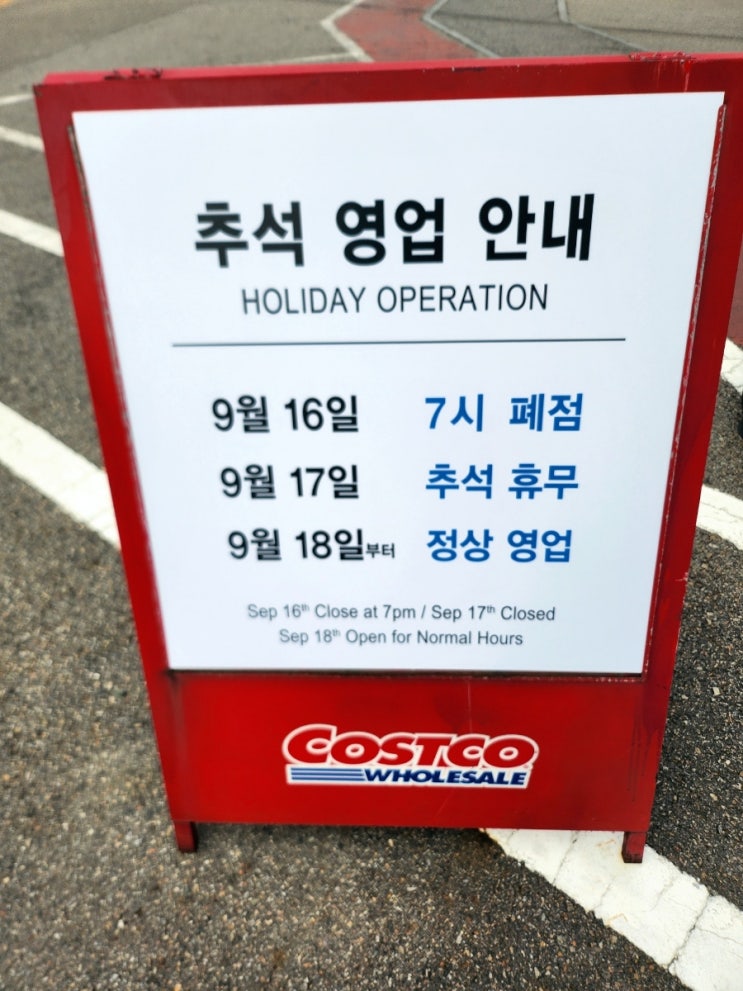 추석 영업 안내
HOLIDAY OPERATION
9월 16일 7시 폐점
9월 17일 추석 휴무
9월 18일부터 정상 영업
Sep 16th Close at 7pm / Sep 17th Closed
Sep 18th Open for Normal Hours
COSTCO
WHOLESALE